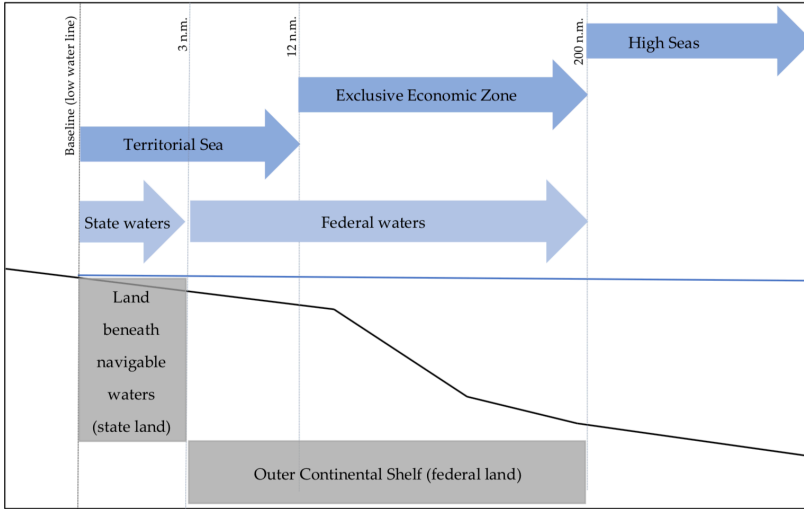 Baseline (low water line)
3 n.m.
12 n.m.
200 n.m.
High Seas
Exclusive Economic Zone
Territorial Sea
State waters
Federal waters
Land
beneath
navigable
waters
(state land)
Outer Continental Shelf (federal land)